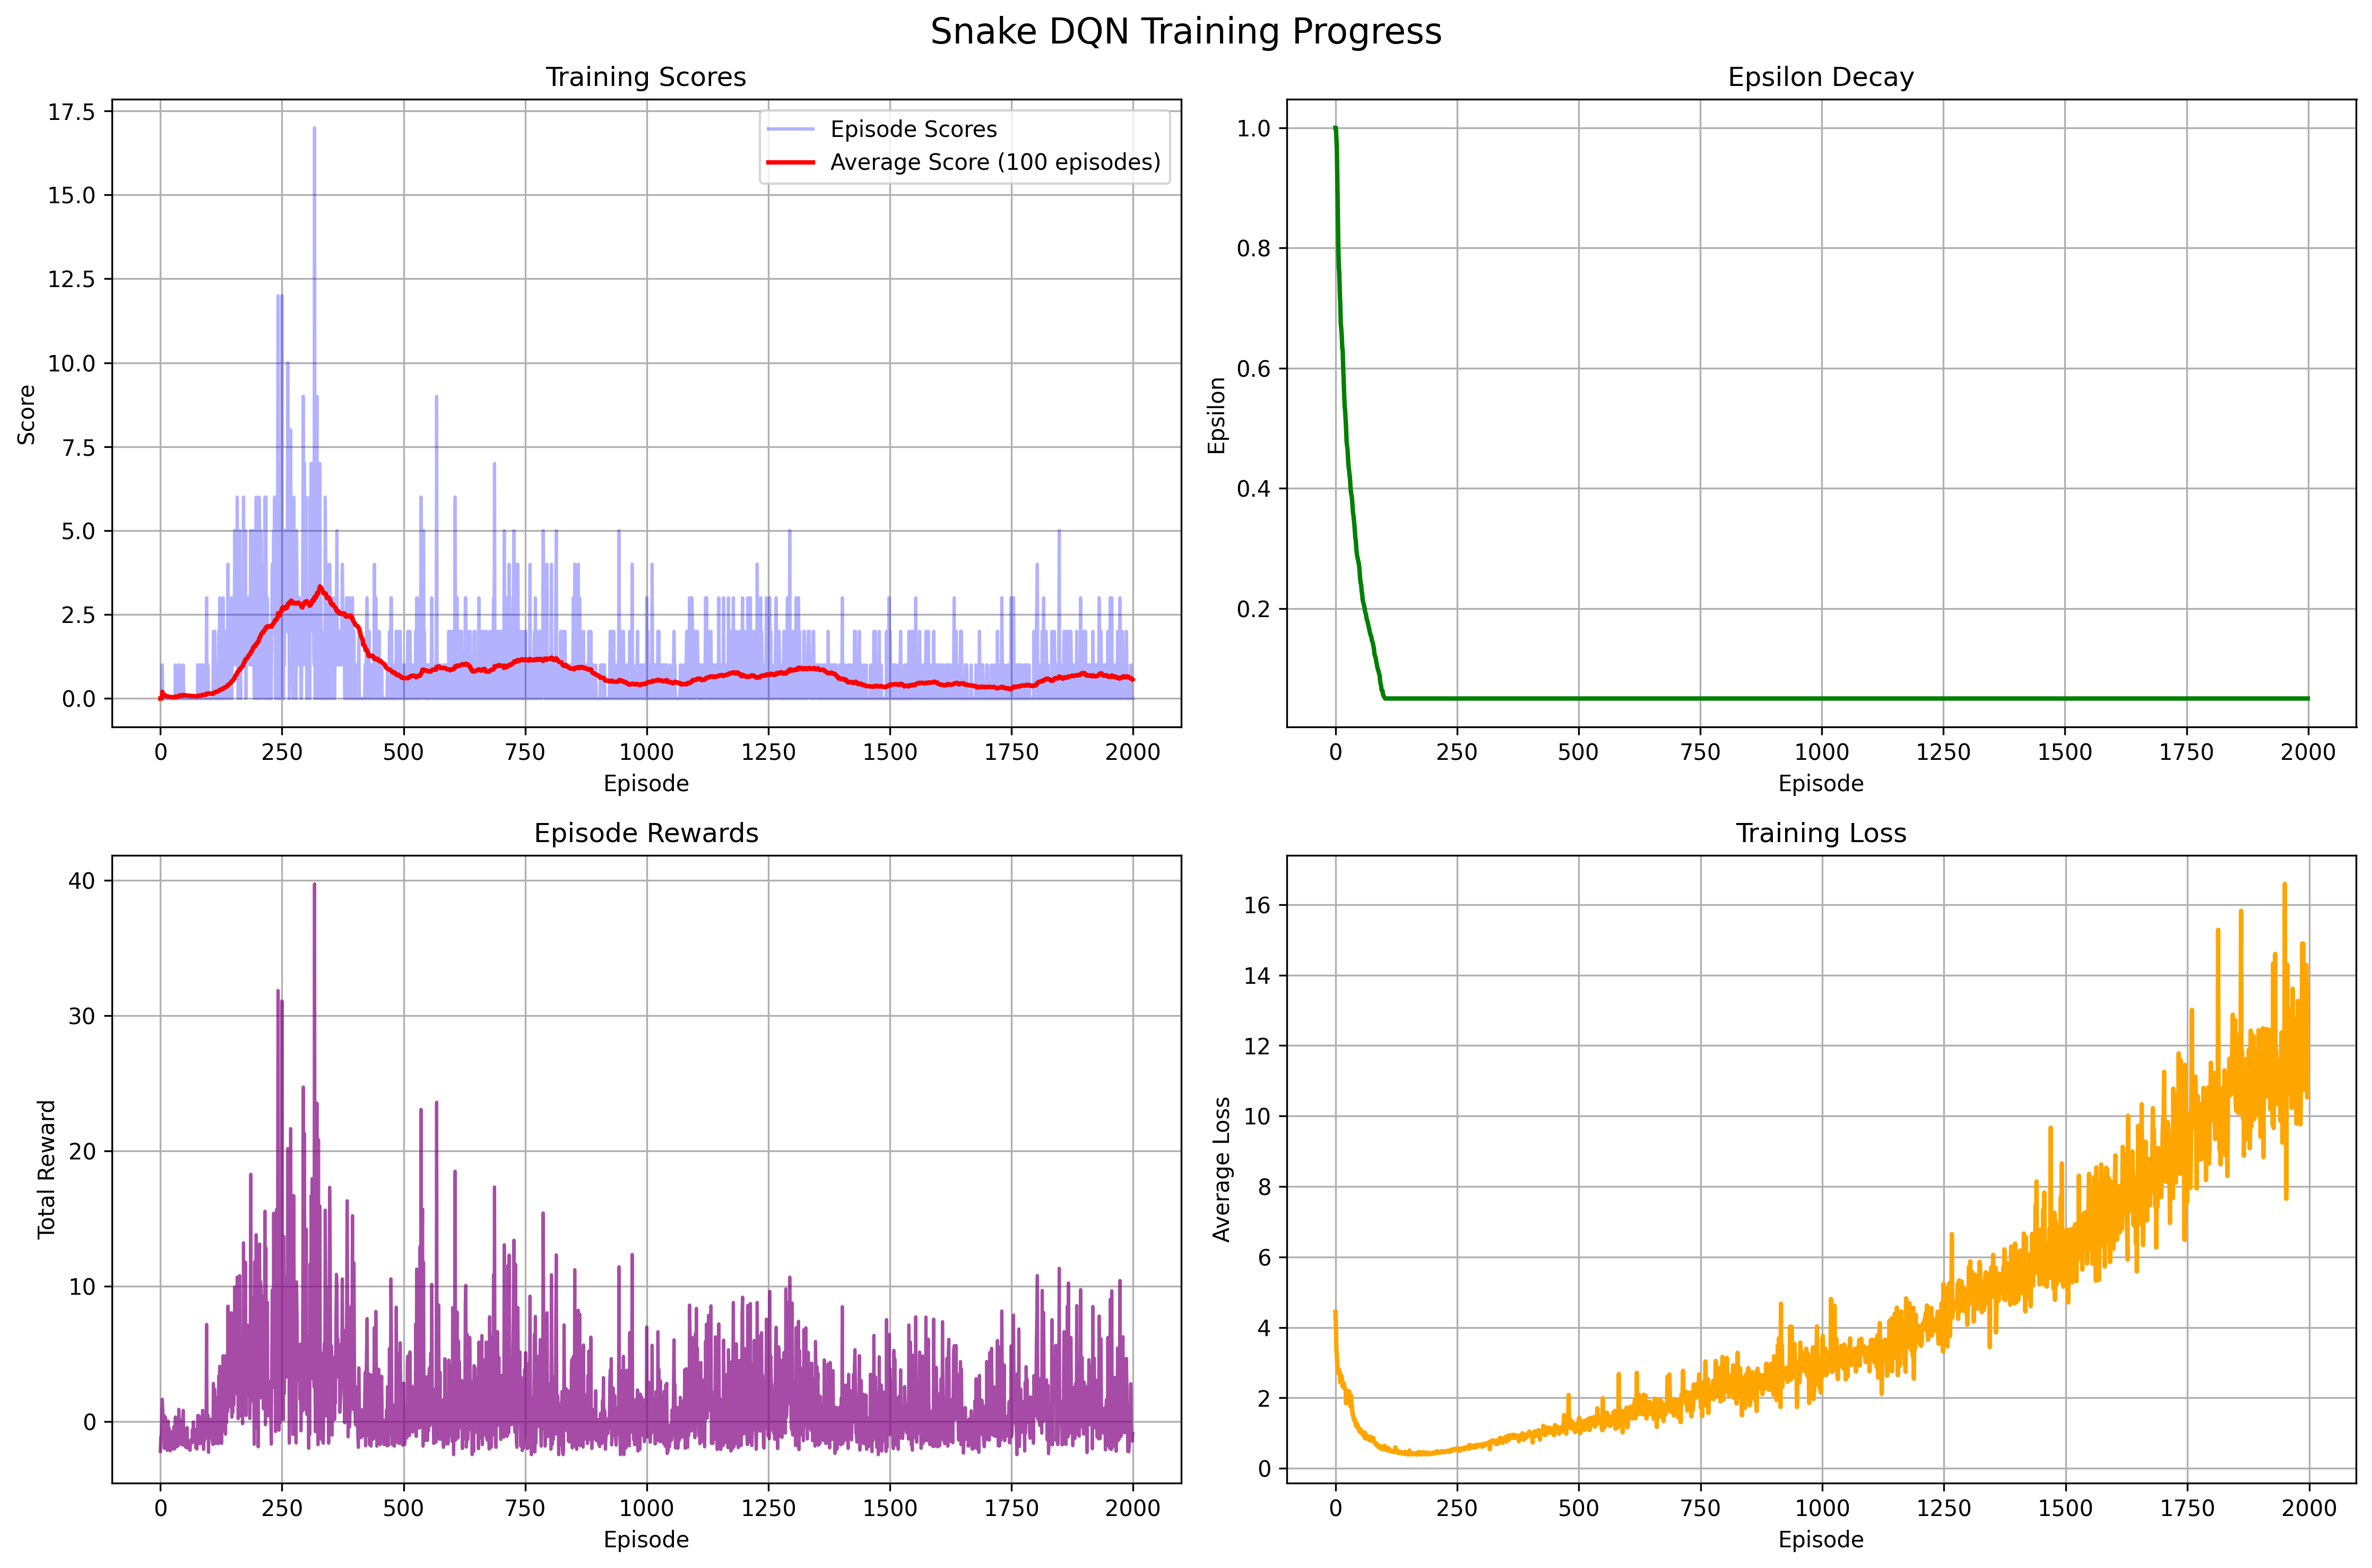 Snake DQN Training Progress
Training Scores
17.5
15.0
12.5
10.0
7.5
5.0
2.5
0.0
Score
Episode Scores
Average Score (100 episodes)
0 250 500 750 1000 1250 1500 1750 2000
Episode
Epsilon Decay
1.0
0.8
0.6
0.4
0.2
Epsilon
0 250 500 750 1000 1250 1500 1750 2000
Episode
Episode Rewards
40
30
20
10
0
Total Reward
0 250 500 750 1000 1250 1500 1750 2000
Episode
Training Loss
16
14
12
10
8
6
4
2
0
Average Loss
0 250 500 750 1000 1250 1500 1750 2000
Episode